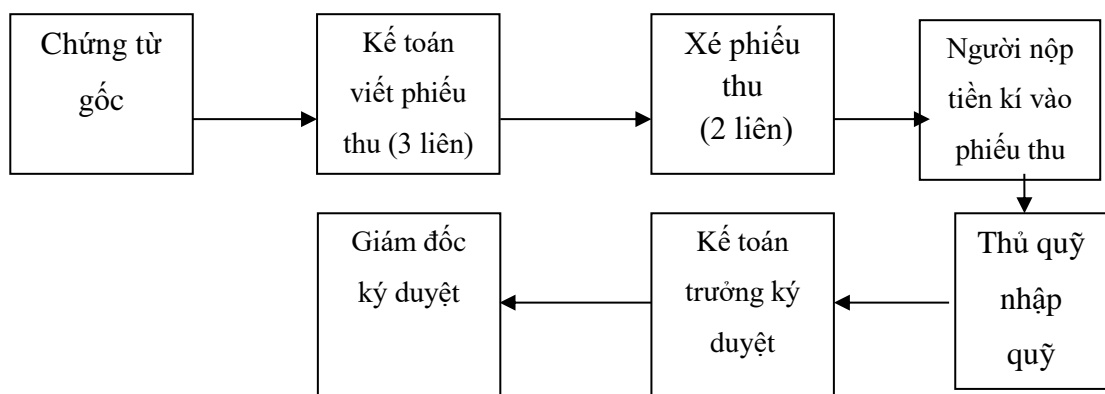 Chứng từ
gốc
Kế toán
viết phiếu
thu (3 liên)
Xé phiếu
thu
(2 liên)
Người nộp
tiền kí vào
phiếu thu
Giám đốc
ký duyệt
Kế toán
trưởng ký
duyệt
Thủ quỹ
nhập
quỹ